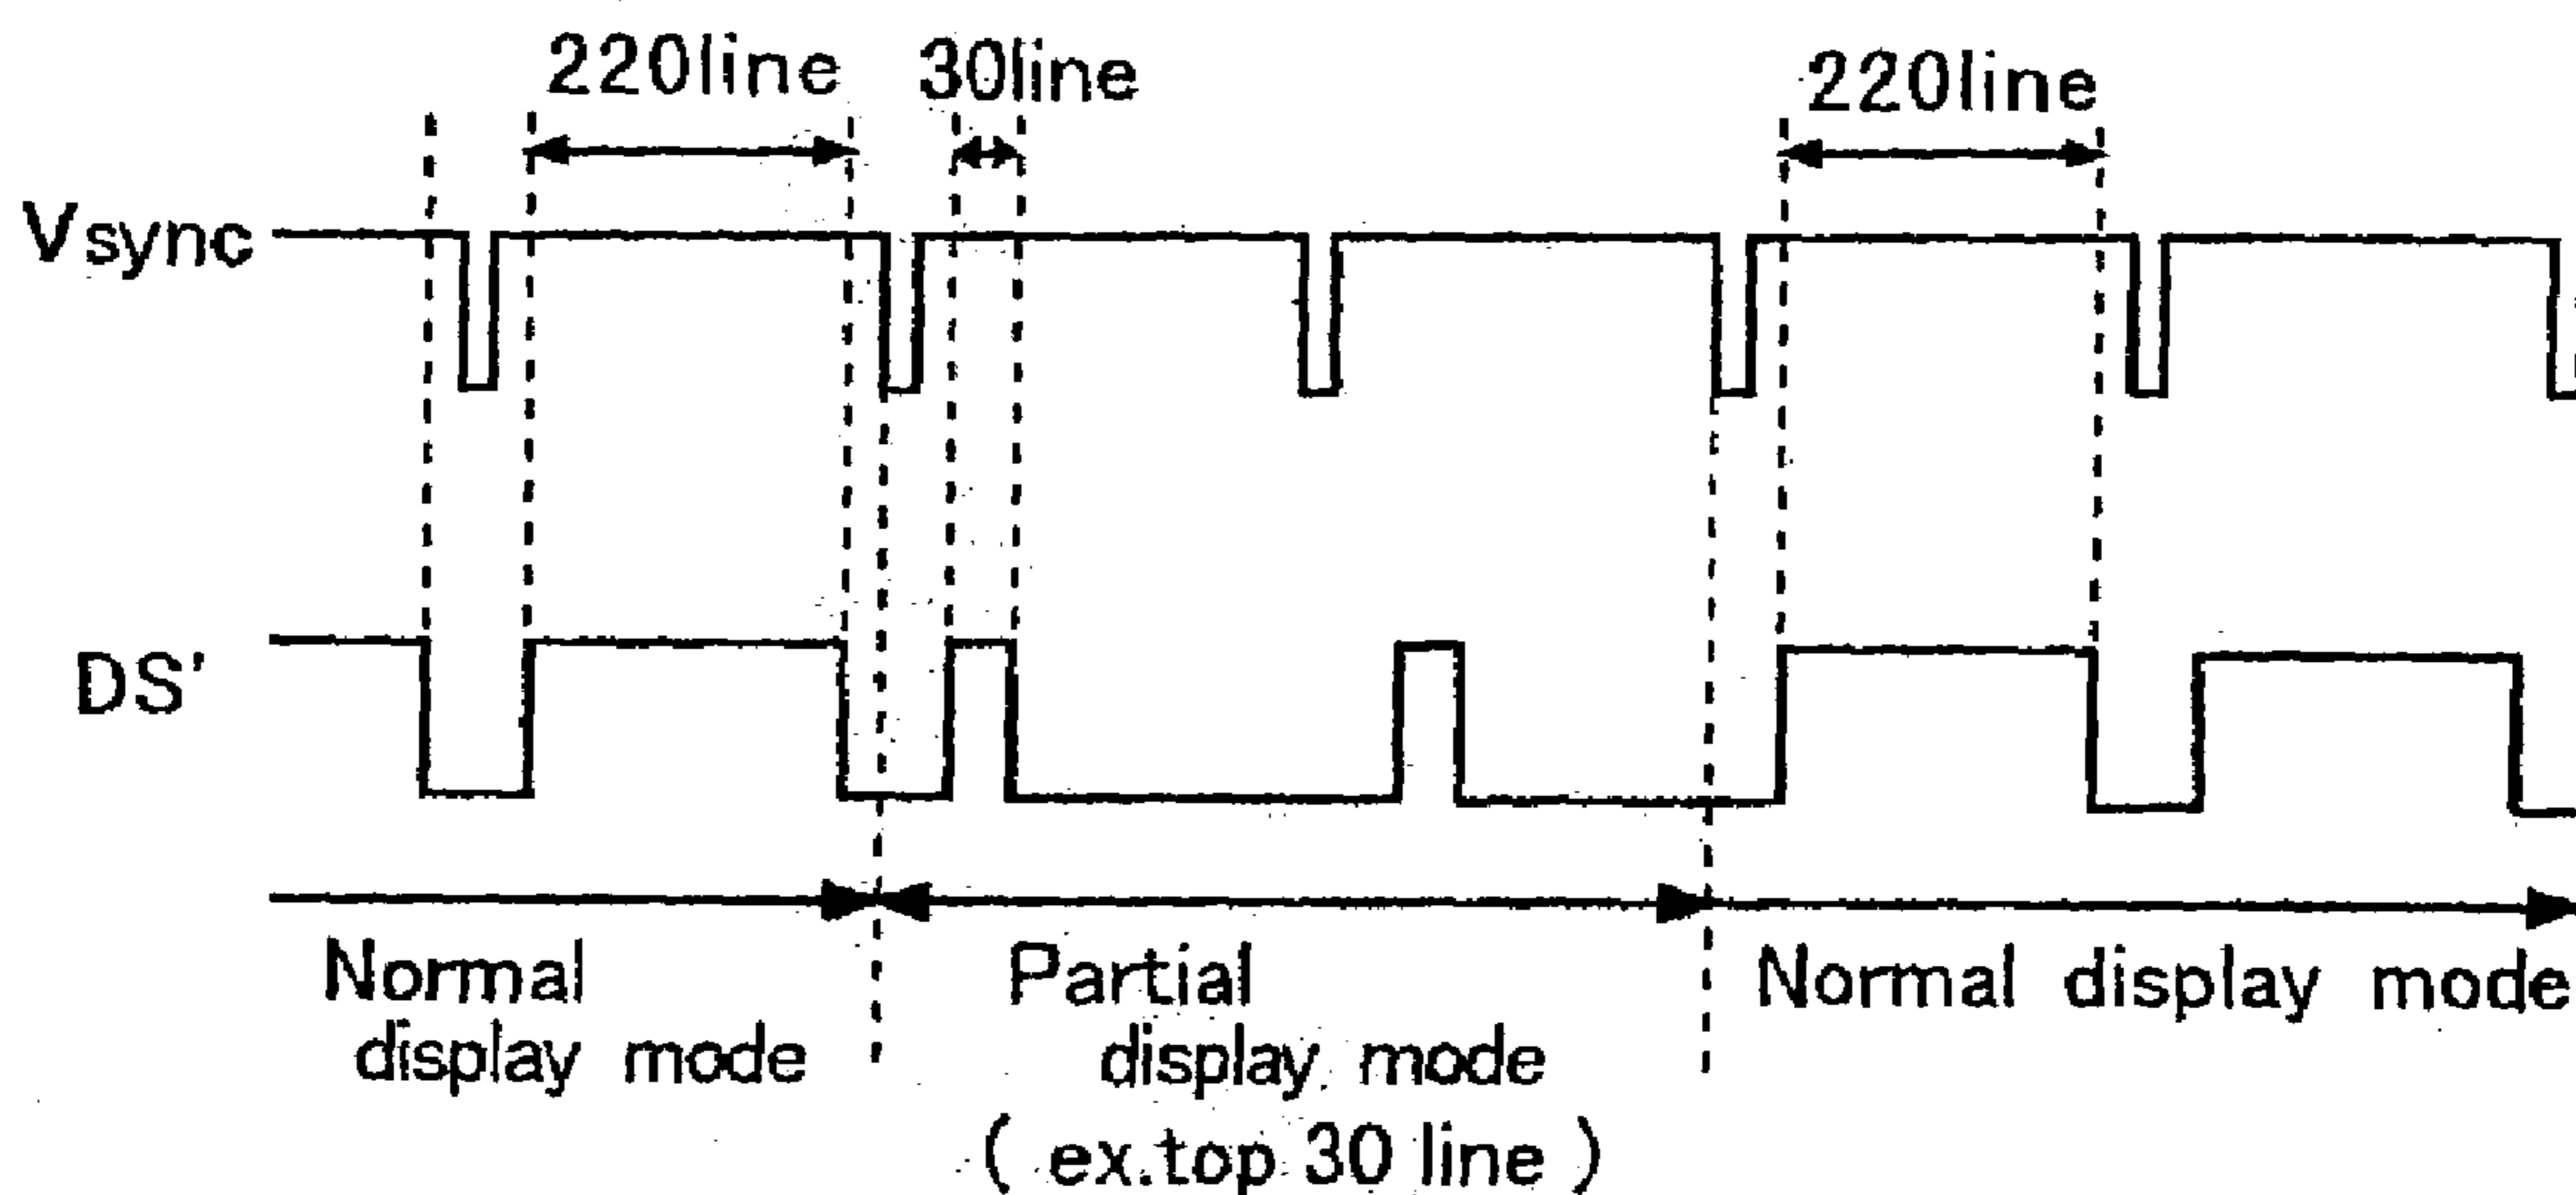 220line 30line 220line
Vsync
DS'
Normal Partial Normal display mode
display mode display mode
( ex.top 30 line )